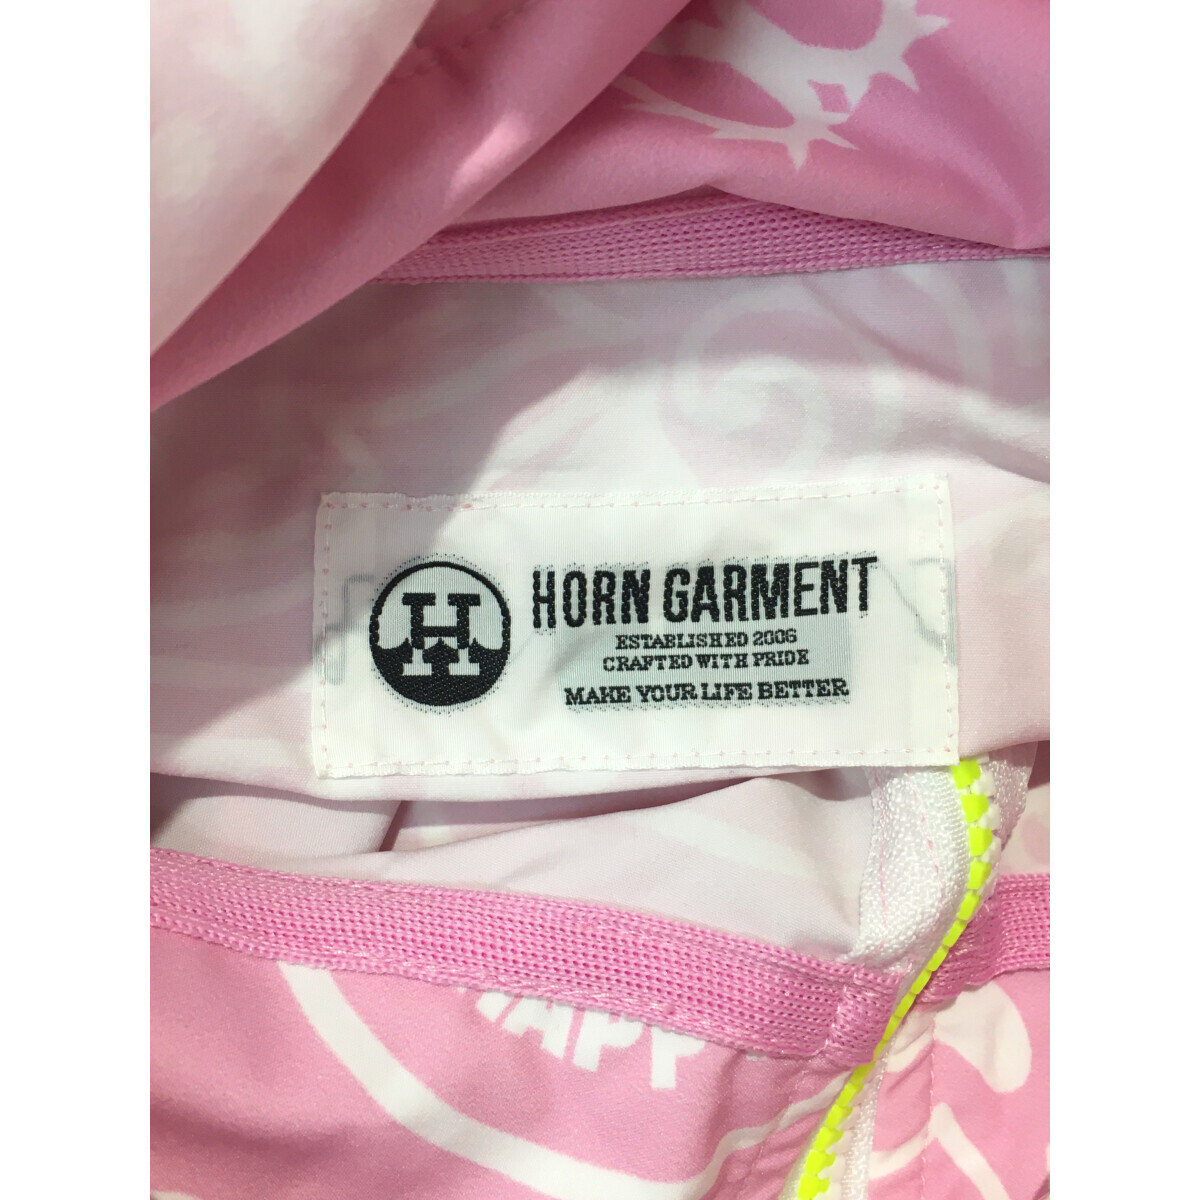 H
HORN GARMENT
ESTABLISHED 2006
CRAFTED WITH PRIDE
MAKE YOUR LIFE BETTER